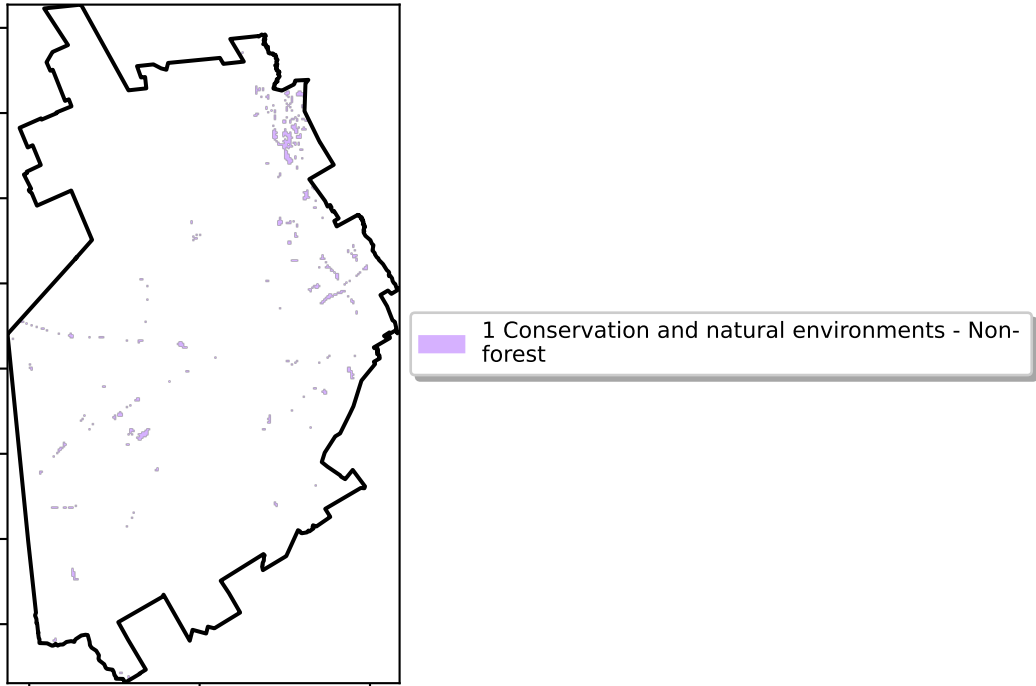 1 Conservation and natural environments - Non-
forest